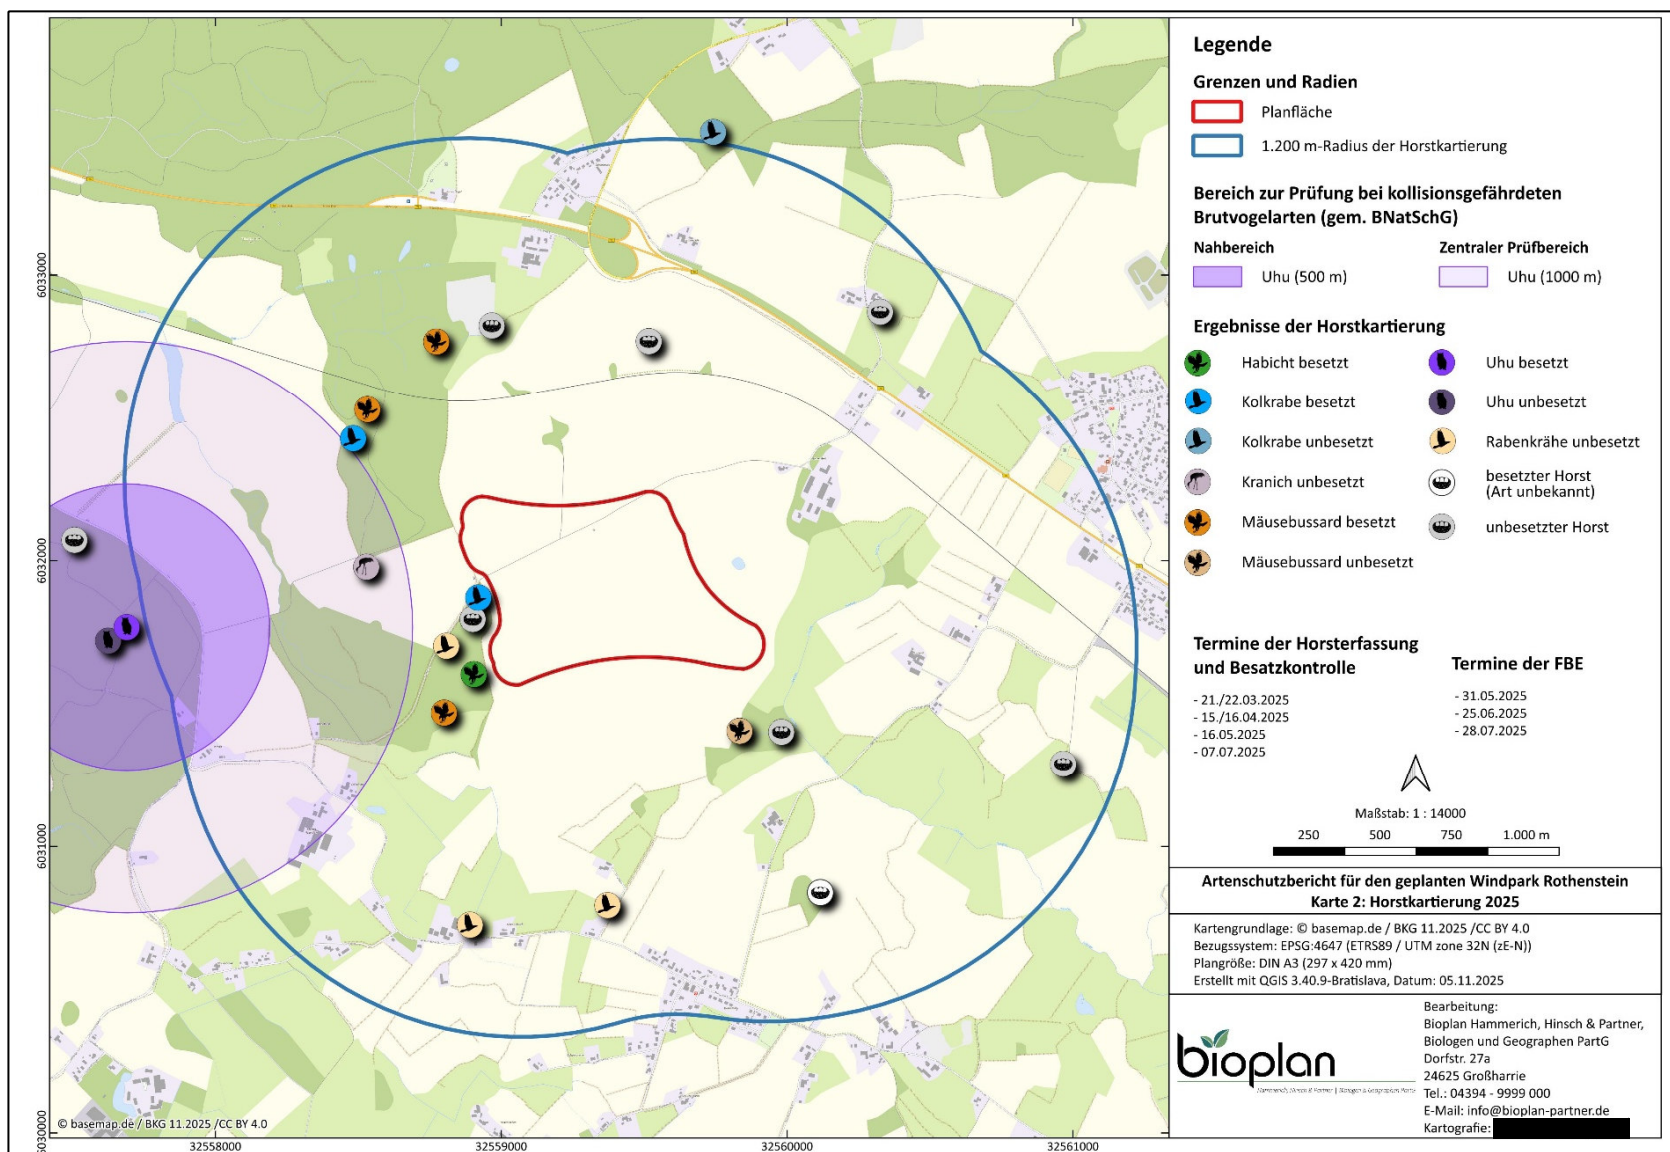 Legende
Grenzen und Radien
Planfläche
1.200 m-Radius der Horstkartierung
Bereich zur Prüfung bei kollisionsgefährdeten
Brutvogelarten (gem. BNatSchG)
Nahbereich
Zentraler Prüfbereich
Uhu (500 m)
Uhu (1000 m)
Ergebnisse der Horstkartierung
Habicht besetzt
Uhu besetzt
Kolkrabe besetzt
Uhu unbesetzt
Kolkrabe unbesetzt
Rabenkrähe unbesetzt
Kranich unbesetzt
besetzter Horst
(Art unbekannt)
Mäusebussard besetzt
unbesetzter Horst
Mäusebussard unbesetzt
Termine der Horsterfassung
und Besatzkontrolle
- 21./22.03.2025
- 15./16.04.2025
- 16.05.2025
- 07.07.2025
Termine der FBE
- 31.05.2025
- 25.06.2025
- 28.07.2025
Maßstab: 1 : 14000
250 500 750 1.000 m
Artenschutzbericht für den geplanten Windpark Rothenstein
Karte 2: Horstkartierung 2025
Kartengrundlage: © basemap.de / BKG 11.2025 /CC BY 4.0
Bezugssystem: EPSG:4647 (ETRS89 / UTM zone 32N (zE-N))
Plangröße: DIN A3 (297 x 420 mm)
Erstellt mit QGIS 3.40.9-Bratislava, Datum: 05.11.2025
bioplan
Hammerich, Hinsch & Partner | Biologen & Geographen PartG
Bearbeitung:
Bioplan Hammerich, Hinsch & Partner,
Biologen und Geographen PartG
Dorfstr. 27a
24625 Großharrie
Tel.: 04394 - 9999 000
E-Mail: info@bioplan-partner.de
Kartografie:
6033000
6032000
6031000
6030000
© basemap.de / BKG 11.2025 /CC BY 4.0
32558000 32559000 32560000 32561000